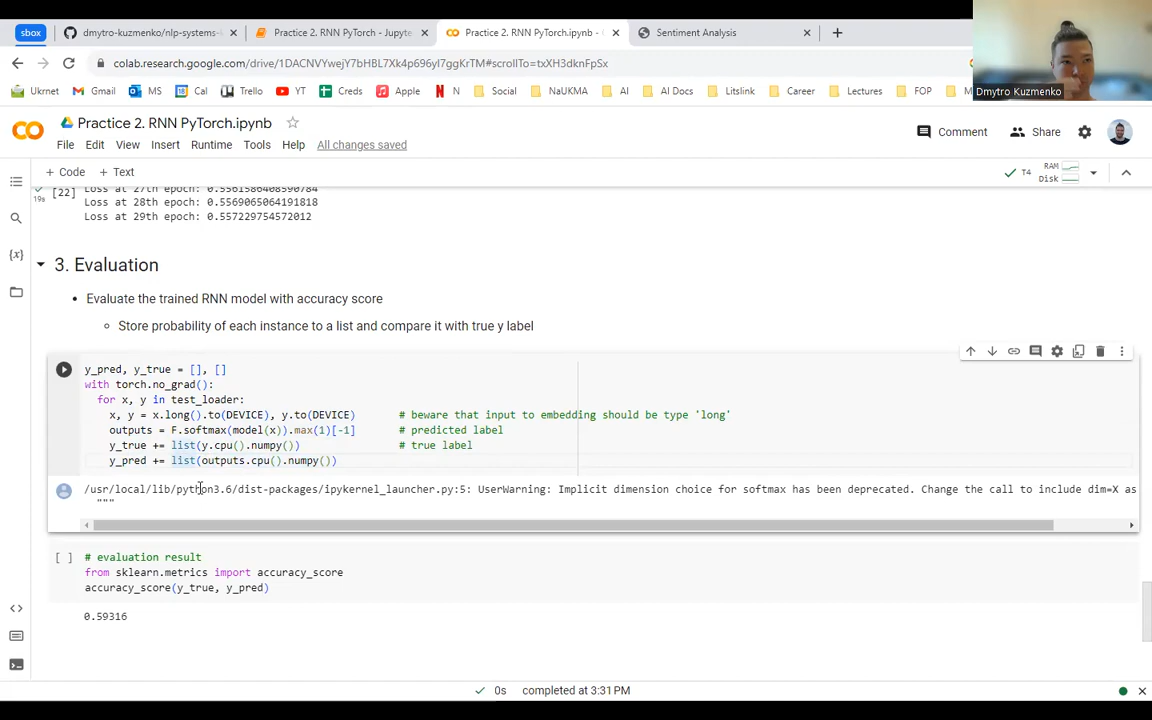 sbox
dmytro-kuzmenko/nlp-systems-
Practice 2. RNN PyTorch - Jupyte
Practice 2. RNN PyTorch.ipynb - 
Sentiment Analysis
colab.research.google.com/drive/1DACNVYwejY7bHBL7Xk4p696yI7ggKrTM#scrollTo=txXH3dknFpSx
Ukrnet
Gmail
MS
Cal
Trello
YT
Creds
Apple
N
Social
NaUKMA
AI
AI Docs
Litslink
Career
Lectures
FOP
Dmytro Kuzmenko
Practice 2. RNN PyTorch.ipynb
Comment
Share
File Edit View Insert Runtime Tools Help All changes saved
+ Code + Text
T4
RAM
Disk
[22]
19s
Loss at 27th epoch: 0.5561586408590784
Loss at 28th epoch: 0.5569065064191818
Loss at 29th epoch: 0.557229754572012
3. Evaluation
• Evaluate the trained RNN model with accuracy score
Store probability of each instance to a list and compare it with true y label
y_pred, y_true = [], []
with torch.no_grad():
for x, y in test_loader:
x, y = x.long().to(DEVICE), y.to(DEVICE) # beware that input to embedding should be type 'long'
outputs = F.softmax(model(x)).max(1)[-1] # predicted label
y_true += list(y.cpu().numpy()) # true label
y_pred += list(outputs.cpu().numpy())
/usr/local/lib/python3.6/dist-packages/ipykernel_launcher.py:5: UserWarning: Implicit dimension choice for softmax has been deprecated. Change the call to include dim=X as
"""
[ ]
# evaluation result
from sklearn.metrics import accuracy_score
accuracy_score(y_true, y_pred)
0.59316
0s completed at 3:31 PM